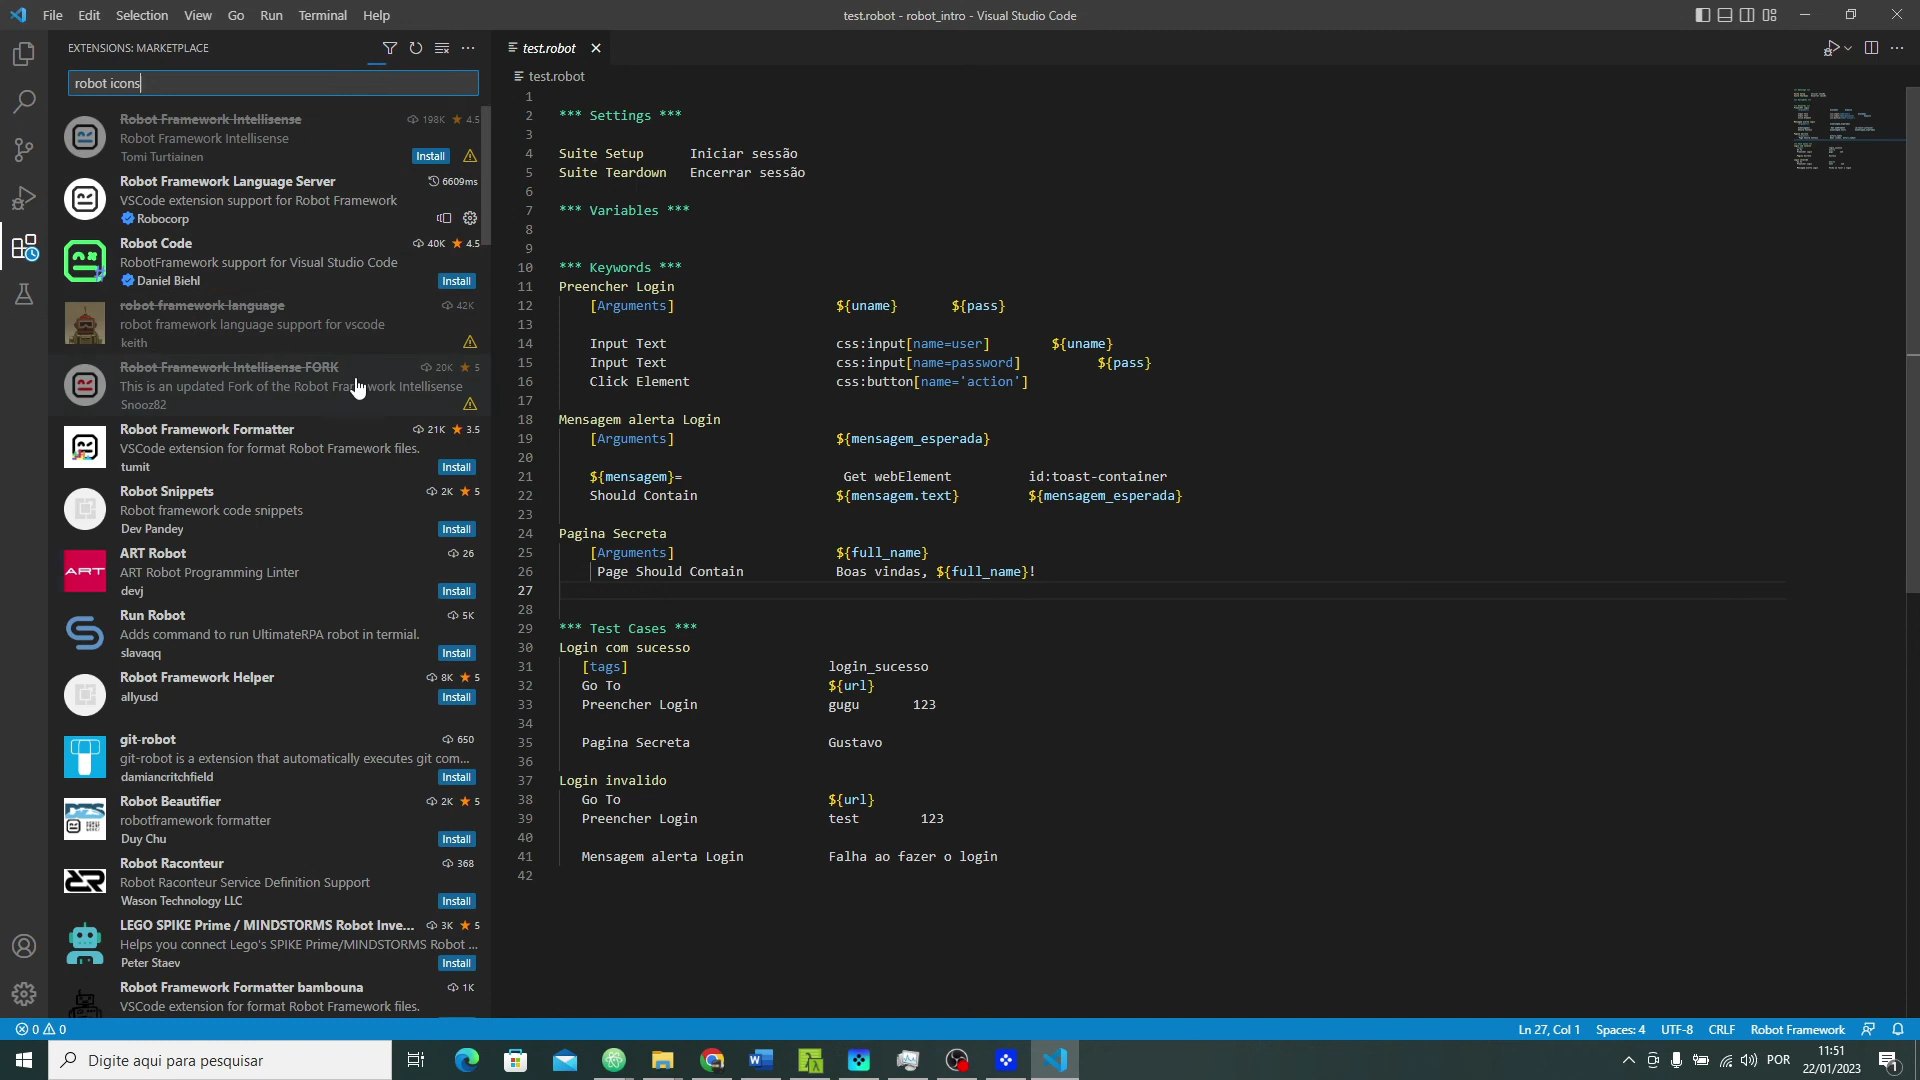 File Edit Selection View Go Run Terminal Help
test.robot - robot_intro - Visual Studio Code
EXTENSIONS: MARKETPLACE
robot icons
Robot Framework Intellisense 198K 4.5
Robot Framework Intellisense
Tomi Turtiainen Install
Robot Framework Language Server 6609ms
VSCode extension support for Robot Framework
Robocorp
Robot Code 40K 4.5
RobotFramework support for Visual Studio Code
Daniel Biehl Install
robot framework language 42K
robot framework language support for vscode
keith
Robot Framework Intellisense FORK 20K 5
This is an updated Fork of the Robot Framework Intellisense
Snooz82
Robot Framework Formatter 21K 3.5
VSCode extension for format Robot Framework files.
tumit Install
Robot Snippets 2K 5
Robot framework code snippets
Dev Pandey Install
ART
ART Robot 26
ART Robot Programming Linter
devj Install
Run Robot 5K
Adds command to run UltimateRPA robot in termial.
slavaqq Install
Robot Framework Helper 8K 5
allyusd Install
git-robot 650
git-robot is a extension that automatically executes git com...
damiancritchfield Install
Robot Beautifier 2K 5
robotframework formatter
Duy Chu Install
Robot Raconteur 368
Robot Raconteur Service Definition Support
Wason Technology LLC Install
LEGO SPIKE Prime / MINDSTORMS Robot Inve... 3K 5
Helps you connect Lego's SPIKE Prime/MINDSTORMS Robot ...
Peter Staev Install
Robot Framework Formatter bambouna 1K
VSCode extension for format Robot Framework files.
test.robot
test.robot
1
2 *** Settings ***
3
4 Suite Setup Iniciar sessão
5 Suite Teardown Encerrar sessão
6
7 *** Variables ***
8
9
10 *** Keywords ***
11 Preencher Login
12 [Arguments] ${uname} ${pass}
13
14 Input Text css:input[name=user] ${uname}
15 Input Text css:input[name=password] ${pass}
16 Click Element css:button[name='action']
17
18 Mensagem alerta Login
19 [Arguments] ${mensagem_esperada}
20
21 ${mensagem}= Get webElement id:toast-container
22 Should Contain ${mensagem.text} ${mensagem_esperada}
23
24 Pagina Secreta
25 [Arguments] ${full_name}
26 Page Should Contain Boas vindas, ${full_name}!
27
28
29 *** Test Cases ***
30 Login com sucesso
31 [tags] login_sucesso
32 Go To ${url}
33 Preencher Login gugu 123
34
35 Pagina Secreta Gustavo
36
37 Login invalido
38 Go To ${url}
39 Preencher Login test 123
40
41 Mensagem alerta Login Falha ao fazer o login
42
0 0
Ln 27, Col 1 Spaces: 4 UTF-8 CRLF Robot Framework
Digite aqui para pesquisar
POR
11:51
22/01/2023
1